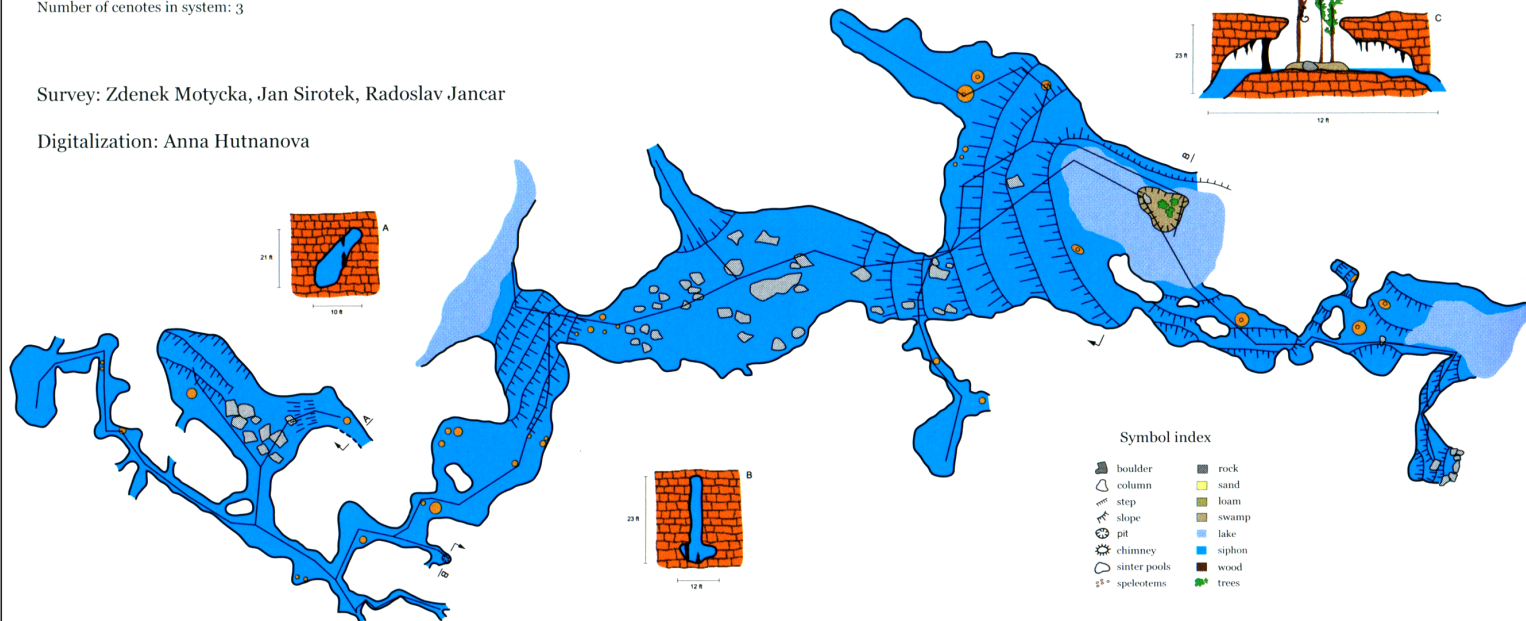 Number of cenotes in system: 3
Survey: Zdenek Motycka, Jan Sirotek, Radoslav Jancar
Digitalization: Anna Hutnanova
C
23 ft
12 ft
B
A
21 ft
10 ft
A
B
23 ft
12 ft
B
Symbol index
boulder
column
step
slope
pit
chimney
sinter pools
speleotems
rock
sand
loam
swamp
lake
siphon
wood
trees